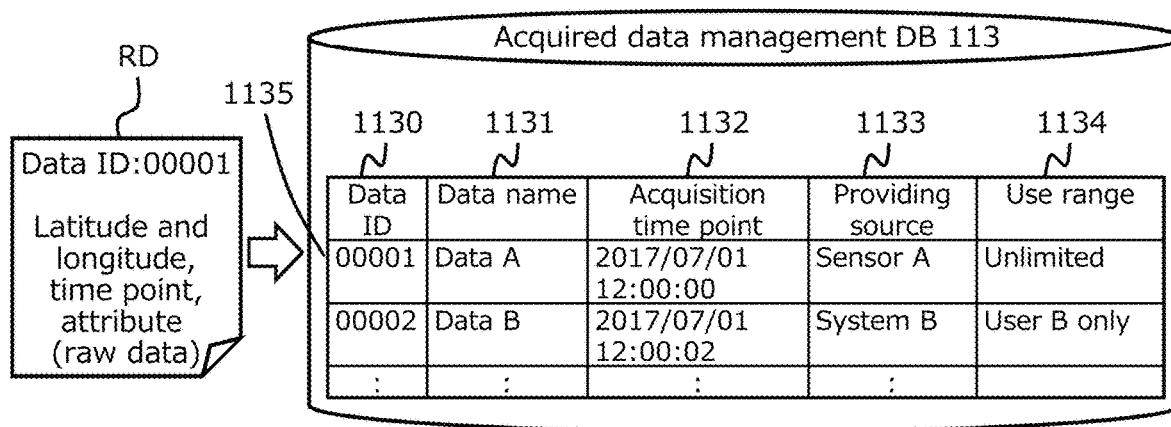 Acquired data management DB 113
RD
1135
1130
1131
1132
1133
1134
Data ID:00001
Latitude and
longitude,
time point,
attribute
(raw data)
Data
ID
Data name
Acquisition
time point
Providing
source
Use range
00001
Data A
2017/07/01
12:00:00
Sensor A
Unlimited
00002
Data B
2017/07/01
12:00:02
System B
User B only
:
:
:
: